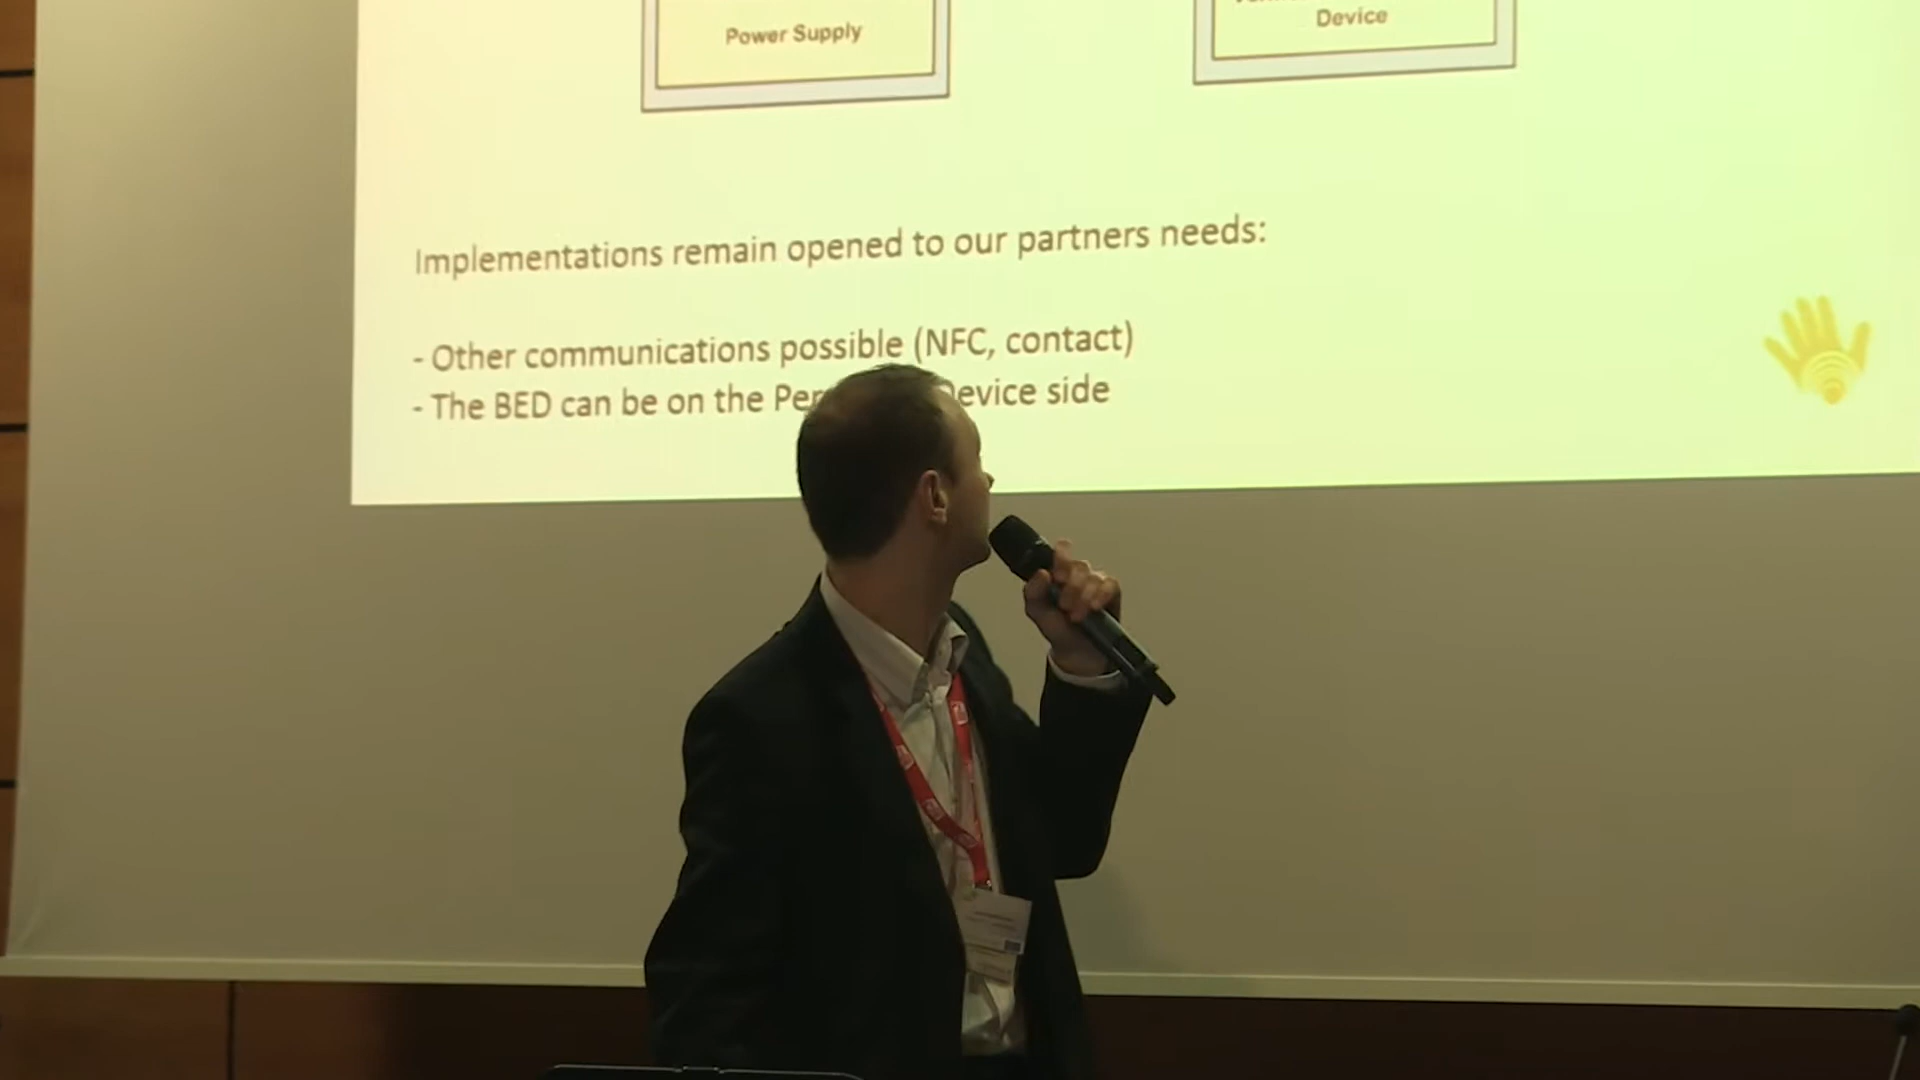 Power Supply
Device
Implementations remain opened to our partners needs:
- Other communications possible (NFC, contact)
- The BED can be on the evice side